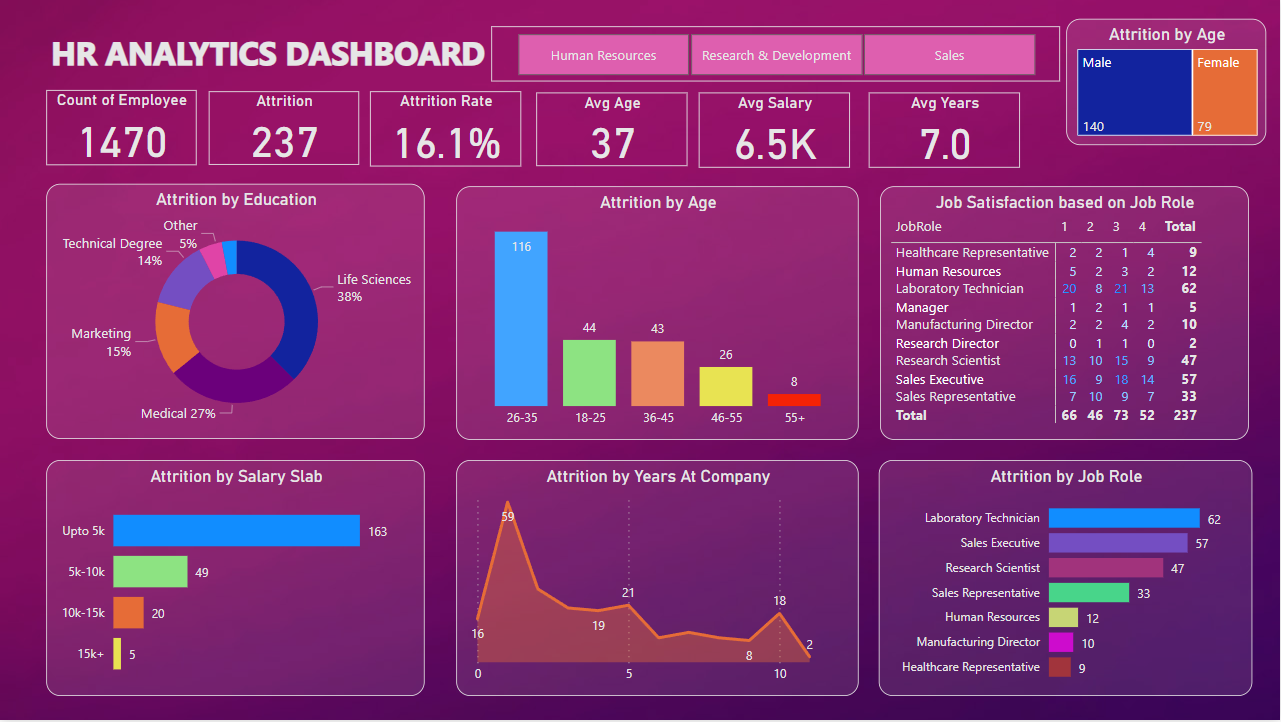 HR ANALYTICS DASHBOARD
Human Resources
Research & Development
Sales
Attrition by Age
Male
Female
140
79
Count of Employee
1470
Attrition
237
Attrition Rate
16.1%
Avg Age
37
Avg Salary
6.5K
Avg Years
7.0
Attrition by Education
Other
5%
Technical Degree
14%
Life Sciences
38%
Marketing
15%
Medical 27%
Attrition by Age
116
44
43
26
8
26-35 18-25 36-45 46-55 55+
Job Satisfaction based on Job Role
JobRole 1 2 3 4 Total
Healthcare Representative 2 2 1 4 9
Human Resources 5 2 3 2 12
Laboratory Technician 20 8 21 13 62
Manager 1 2 1 1 5
Manufacturing Director 2 2 4 2 10
Research Director 0 1 1 0 2
Research Scientist 13 10 15 9 47
Sales Executive 16 9 18 14 57
Sales Representative 7 10 9 7 33
Total 66 46 73 52 237
Attrition by Salary Slab
Upto 5k 163
5k-10k 49
10k-15k 20
15k+ 5
Attrition by Years At Company
59
21
18
16
19
8
2
0 5 10
Attrition by Job Role
Laboratory Technician 62
Sales Executive 57
Research Scientist 47
Sales Representative 33
Human Resources 12
Manufacturing Director 10
Healthcare Representative 9